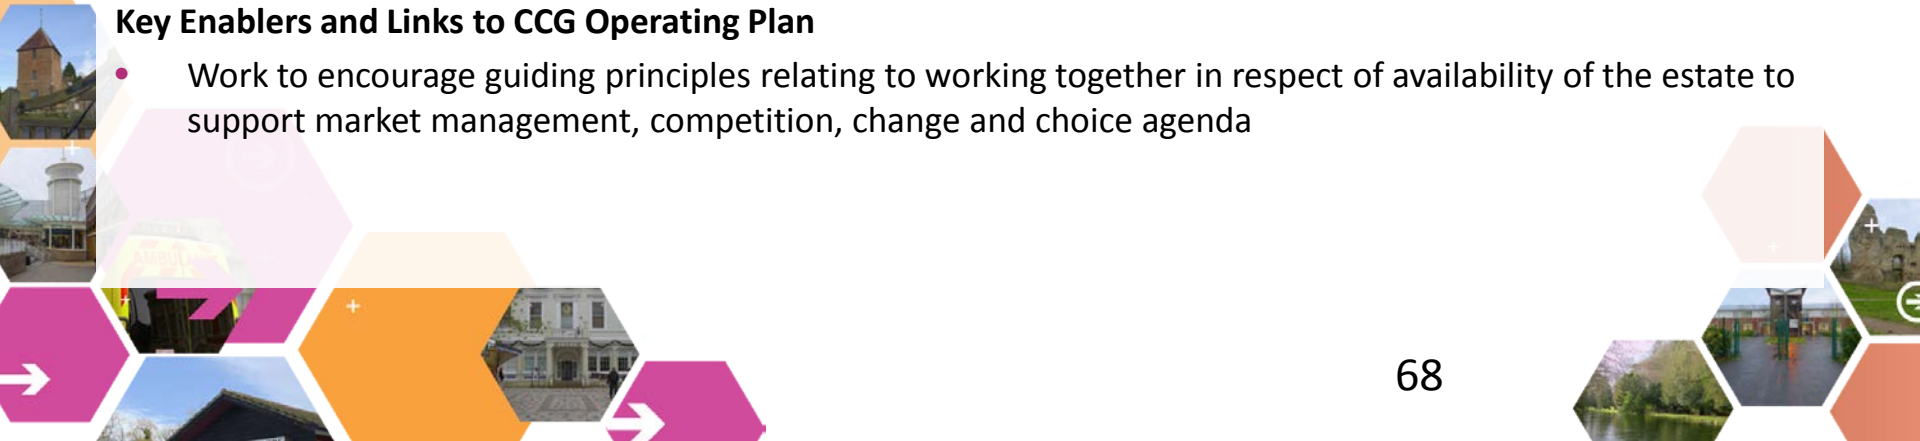 Key Enablers and Links to CCG Operating Plan
• Work to encourage guiding principles relating to working together in respect of availability of the estate to
support market management, competition, change and choice agenda
AMBUL
68